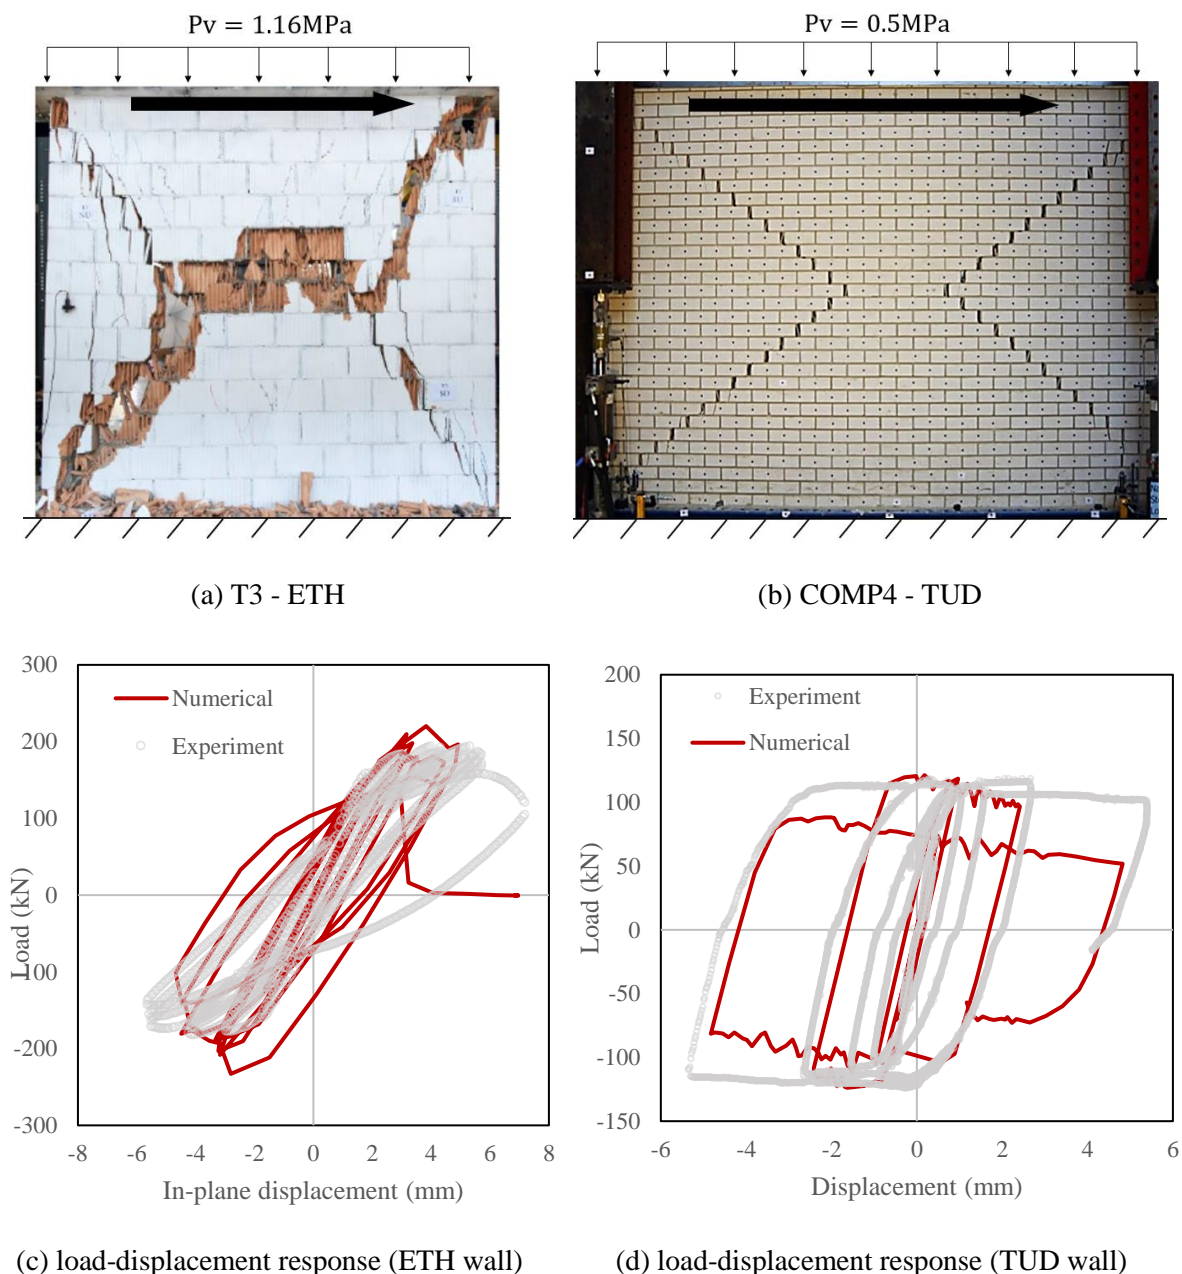 Pv = 1.16MPa
Pv = 0.5MPa
(a) T3 - ETH
(b) COMP4 - TUD
300
200
100
0
-100
-200
-300
Load (kN)
Numerical
Experiment
-8 -6 -4 -2 0 2 4 6 8
In-plane displacement (mm)
200
150
100
50
0
-50
-100
-150
Load (kN)
Experiment
Numerical
-6 -4 -2 0 2 4 6
Displacement (mm)
(c) load-displacement response (ETH wall)
(d) load-displacement response (TUD wall)